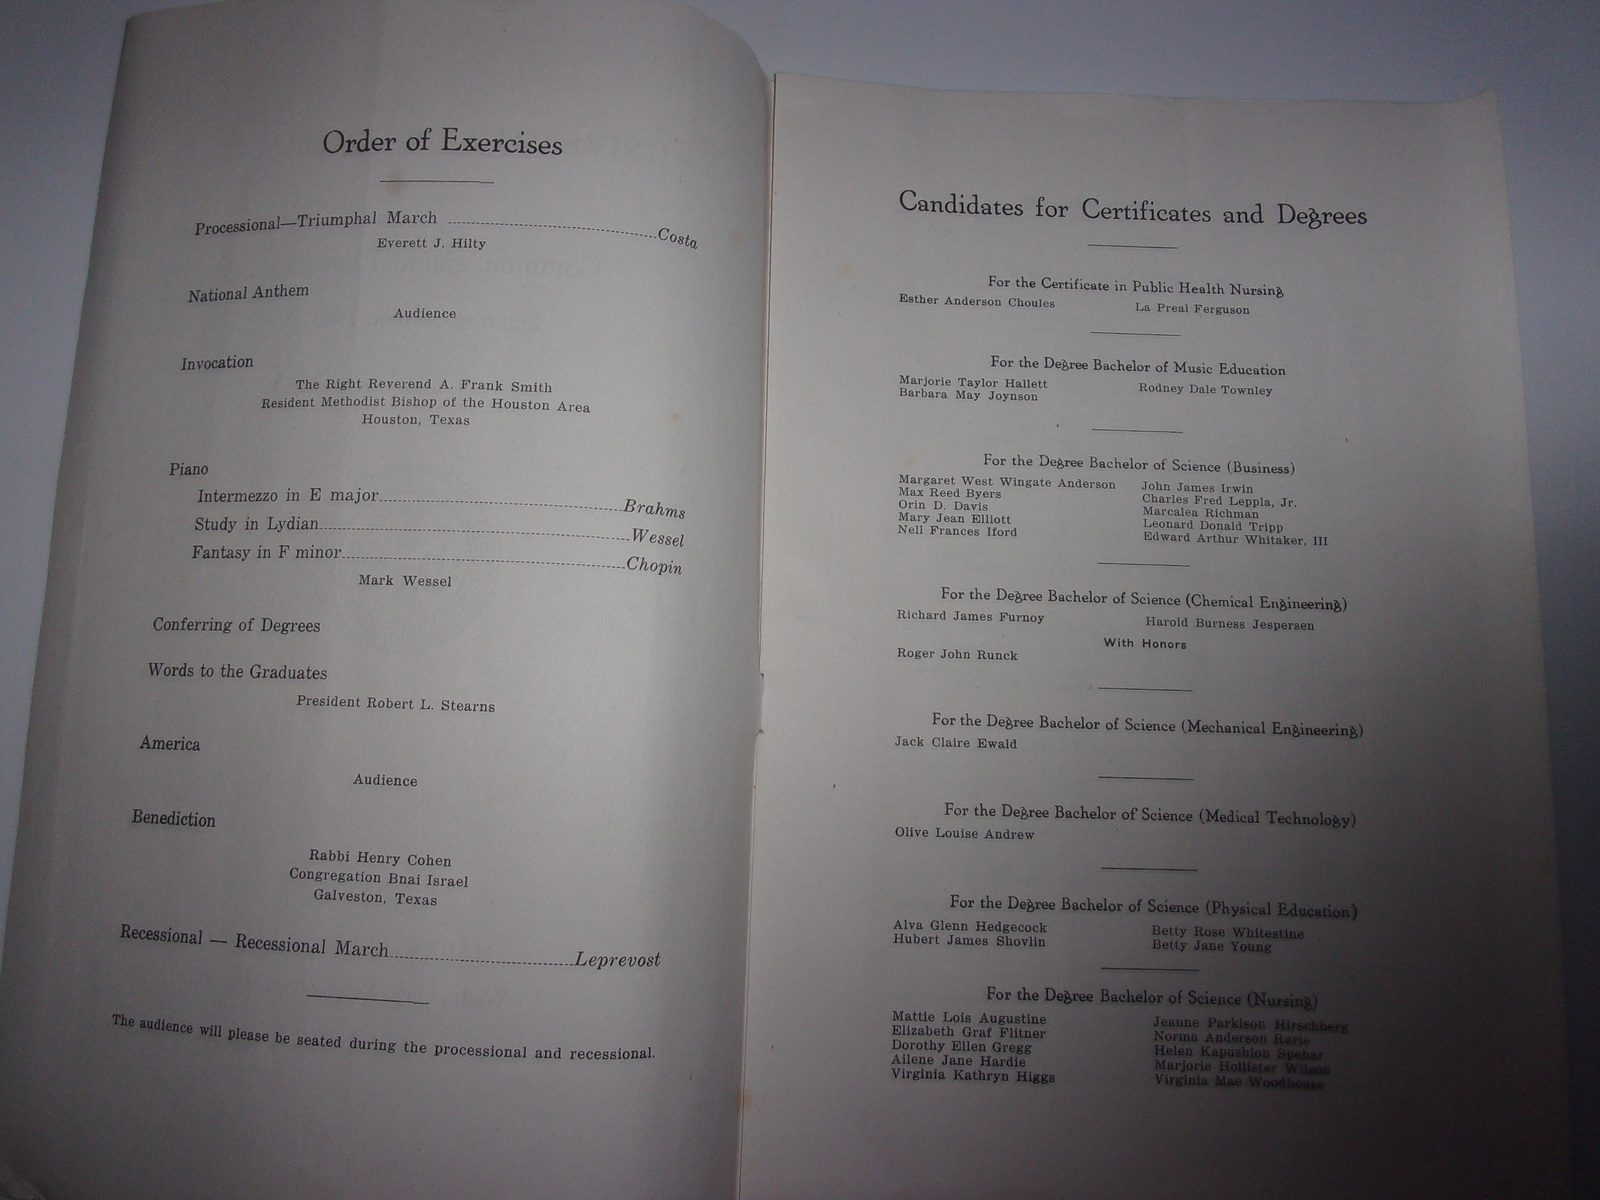 Order of Exercises
Processional—Triumphal March Costa
Everett J. Hilty
National Anthem
Audience
Invocation
The Right Reverend A. Frank Smith
Resident Methodist Bishop of the Houston Area
Houston, Texas
Piano
Intermezzo in E major Brahms
Study in Lydian Wessel
Fantasy in F minor Chopin
Mark Wessel
Conferring of Degrees
Words to the Graduates
President Robert L. Stearns
America
Audience
Benediction
Rabbi Henry Cohen
Congregation Bnai Israel
Galveston, Texas
Recessional — Recessional March Leprevost
The audience will please be seated during the processional and recessional.
Candidates for Certificates and Degrees
For the Certificate in Public Health Nursing
Esther Anderson Choules La Preal Ferguson
For the Degree Bachelor of Music Education
Marjorie Taylor Hallett Rodney Dale Townley
Barbara May Joynson
For the Degree Bachelor of Science (Business)
Margaret West Wingate Anderson John James Irwin
Max Reed Byers Charles Fred Leppla, Jr.
Orin D. Davis Marcalea Richman
Mary Jean Elliott Leonard Donald Tripp
Nell Frances Iford Edward Arthur Whitaker, III
For the Degree Bachelor of Science (Chemical Engineering)
Richard James Furnoy Harold Burness Jespersen
With Honors
Roger John Runck
For the Degree Bachelor of Science (Mechanical Engineering)
Jack Claire Ewald
For the Degree Bachelor of Science (Medical Technology)
Olive Louise Andrew
For the Degree Bachelor of Science (Physical Education)
Alva Glenn Hedgecock Betty Rose Whitestine
Hubert James Shovlin Betty Jane Young
For the Degree Bachelor of Science (Nursing)
Mattie Lois Augustine Jeanne Parkison Hirschberg
Elizabeth Graf Flitner Norma Anderson Rarie
Dorothy Ellen Gregg Helen Kapushion Spehar
Ailene Jane Hardie Marjorie Hollister Wilson
Virginia Kathryn Higgs Virginia Mae Woodhouse